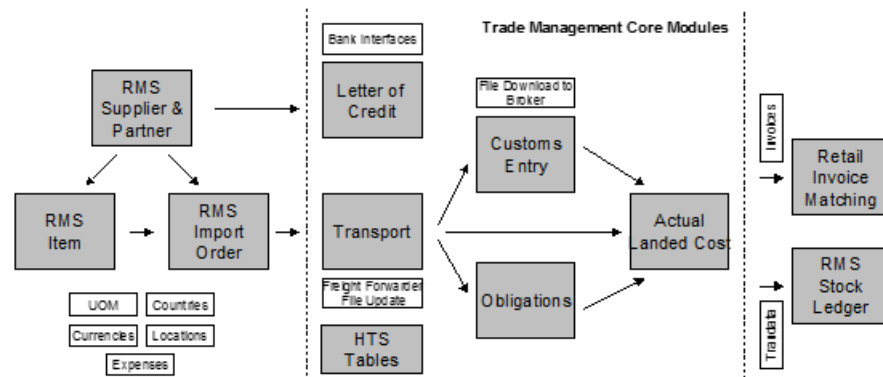 Trade Management Core Modules
Bank Interfaces
RMS
Supplier &
Partner
Letter of
Credit
File Download to
Broker
Customs
Entry
Invoices
Retail
Invoice
Matching
RMS
Item
RMS
Import
Order
Transport
Actual
Landed Cost
Freight Forwarder
File Update
Obligations
RMS
Stock
Ledger
UOM
Countries
Currencies
Locations
Expenses
HTS
Tables
Trandata